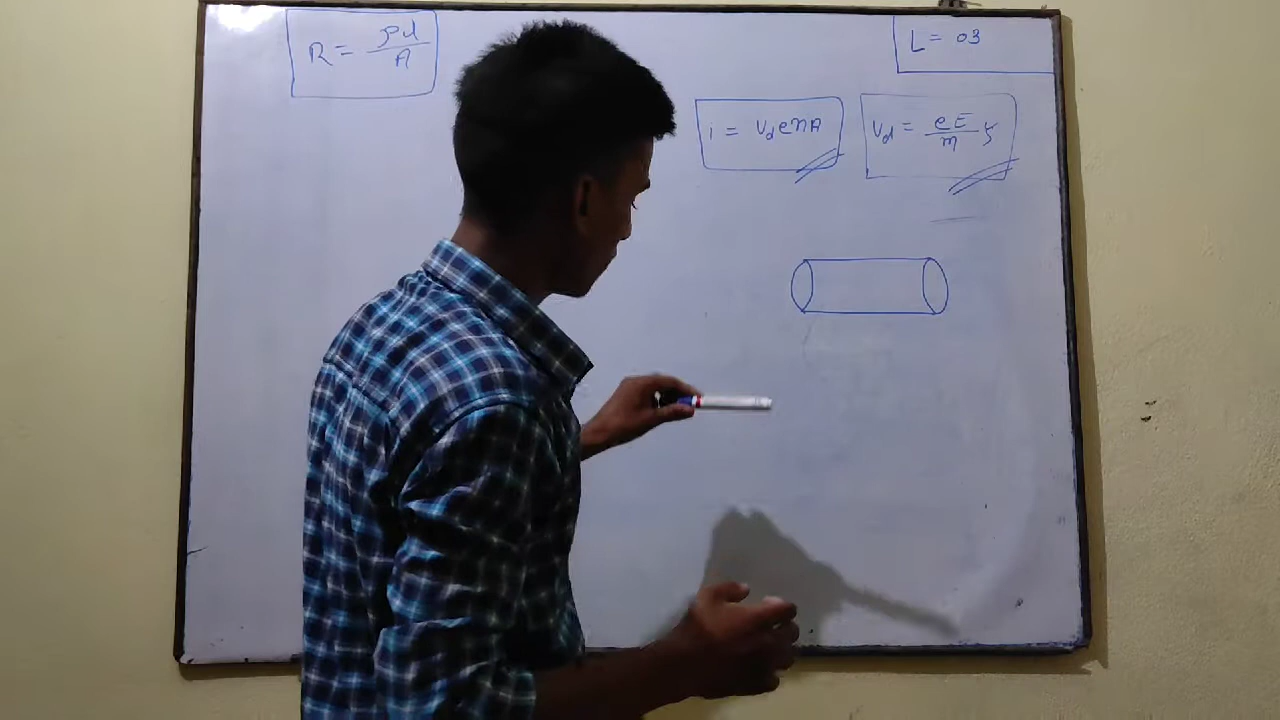 R = ρl / A
L = 03
i = VdenA
Vd = eE / m τ